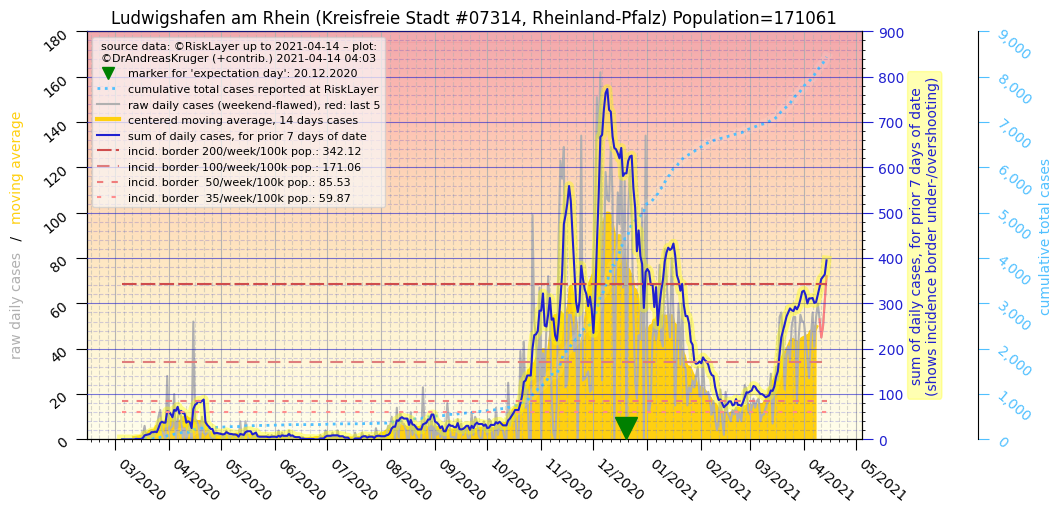 Ludwigshafen am Rhein (Kreisfreie Stadt #07314, Rheinland-Pfalz) Population=171061
source data: ©RiskLayer up to 2021-04-14 – plot:
©DrAndreasKruger (+contrib.) 2021-04-14 04:03
marker for 'expectation day': 20.12.2020
cumulative total cases reported at RiskLayer
raw daily cases (weekend-flawed), red: last 5
centered moving average, 14 days cases
sum of daily cases, for prior 7 days of date
incid. border 200/week/100k pop.: 342.12
incid. border 100/week/100k pop.: 171.06
incid. border 50/week/100k pop.: 85.53
incid. border 35/week/100k pop.: 59.87
raw daily cases / moving average
180
160
140
120
100
80
60
40
20
0
03/2020
04/2020
05/2020
06/2020
07/2020
08/2020
09/2020
10/2020
11/2020
12/2020
01/2021
02/2021
03/2021
04/2021
05/2021
900
800
700
600
500
400
300
200
100
0
sum of daily cases, for prior 7 days of date
(shows incidence border under-/overshooting)
9,000
8,000
7,000
6,000
5,000
4,000
3,000
2,000
1,000
0
cumulative total cases